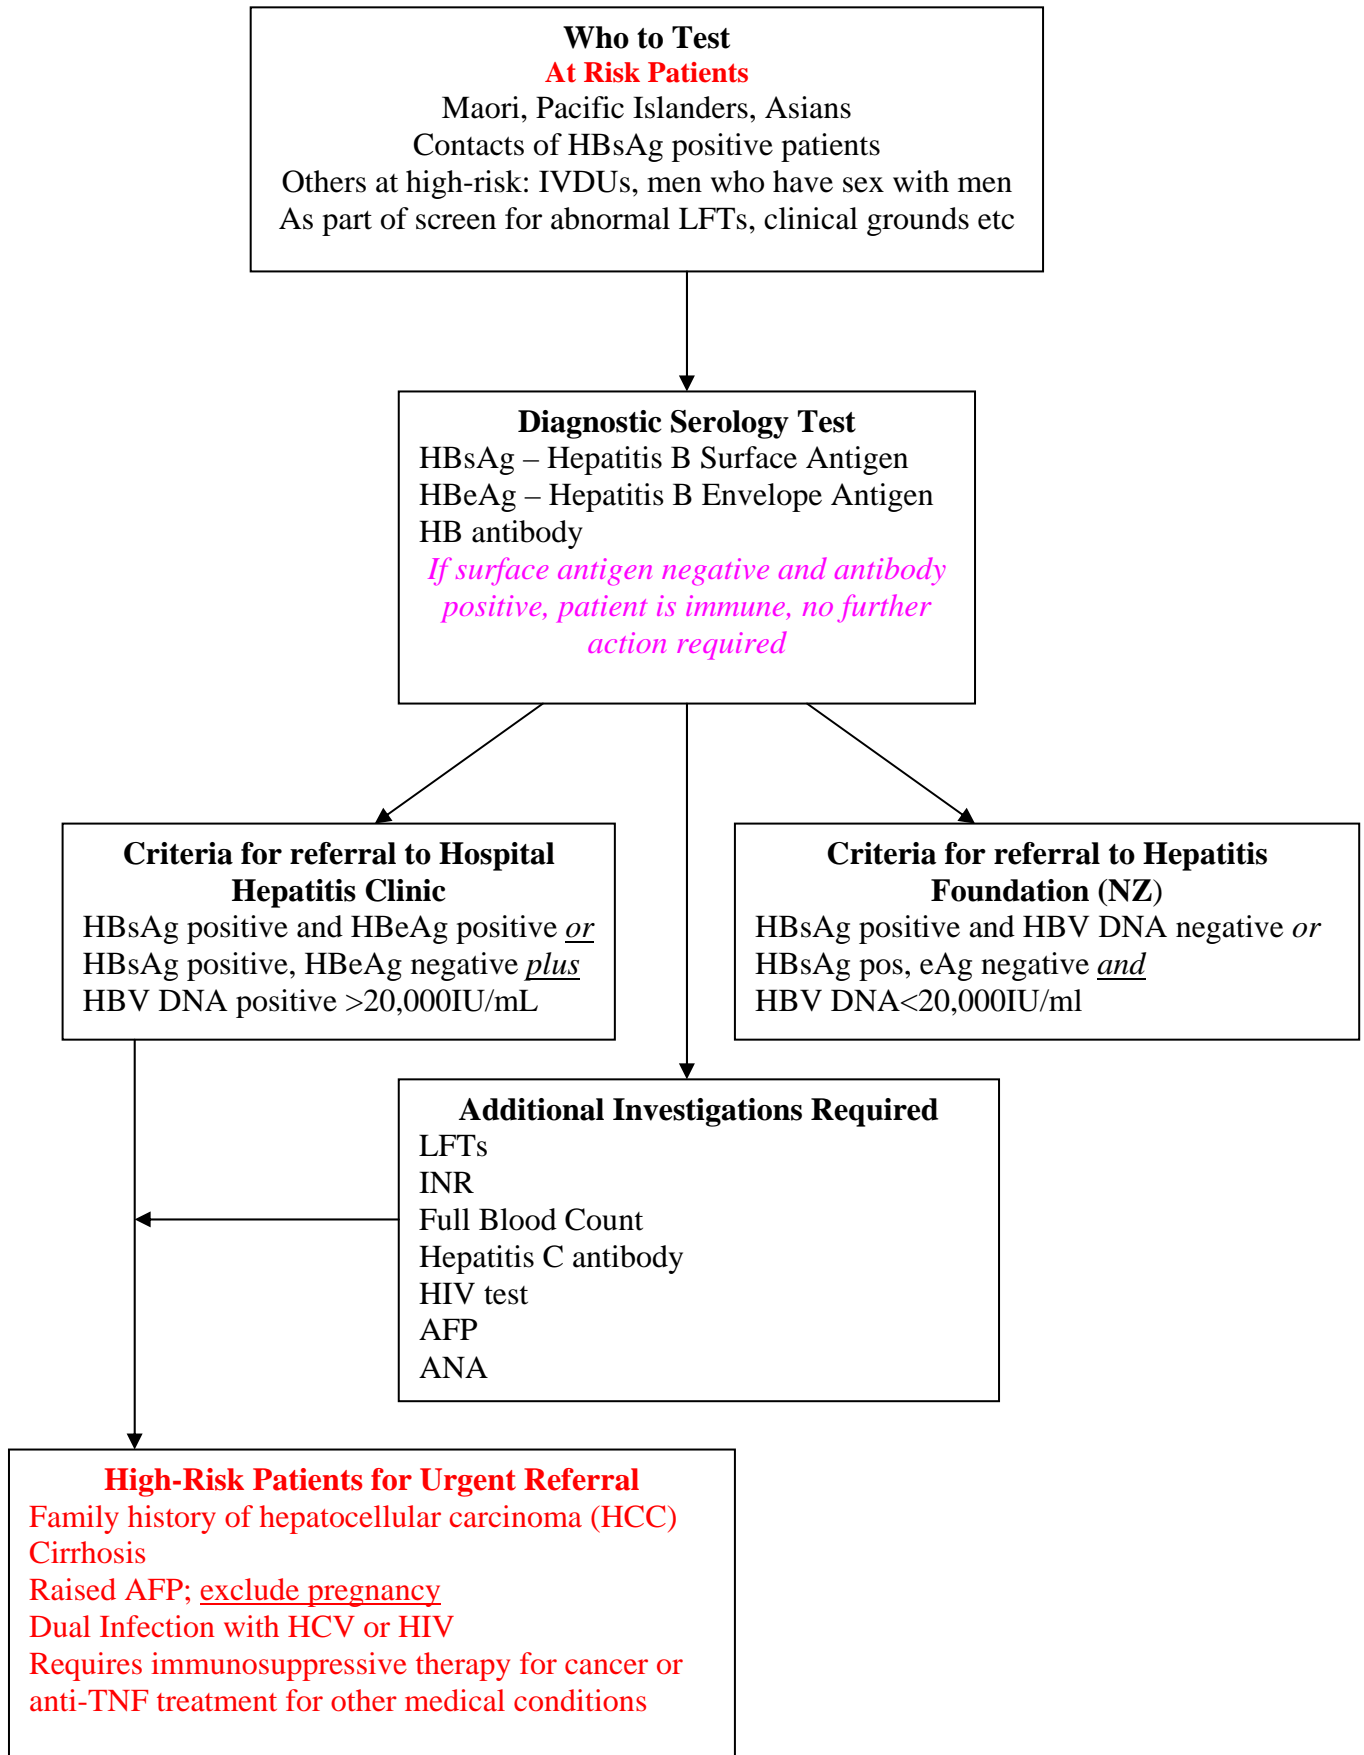 Who to Test
At Risk Patients
Maori, Pacific Islanders, Asians
Contacts of HBsAg positive patients
Others at high-risk: IVDUs, men who have sex with men
As part of screen for abnormal LFTs, clinical grounds etc
Diagnostic Serology Test
HBsAg – Hepatitis B Surface Antigen
HBeAg – Hepatitis B Envelope Antigen
HB antibody
If surface antigen negative and antibody
positive, patient is immune, no further
action required
Criteria for referral to Hospital
Hepatitis Clinic
HBsAg positive and HBeAg positive or
HBsAg positive, HBeAg negative plus
HBV DNA positive >20,000IU/mL
Criteria for referral to Hepatitis
Foundation (NZ)
HBsAg positive and HBV DNA negative or
HBsAg pos, eAg negative and
HBV DNA<20,000IU/ml
Additional Investigations Required
LFTs
INR
Full Blood Count
Hepatitis C antibody
HIV test
AFP
ANA
High-Risk Patients for Urgent Referral
Family history of hepatocellular carcinoma (HCC)
Cirrhosis
Raised AFP; exclude pregnancy
Dual Infection with HCV or HIV
Requires immunosuppressive therapy for cancer or
anti-TNF treatment for other medical conditions